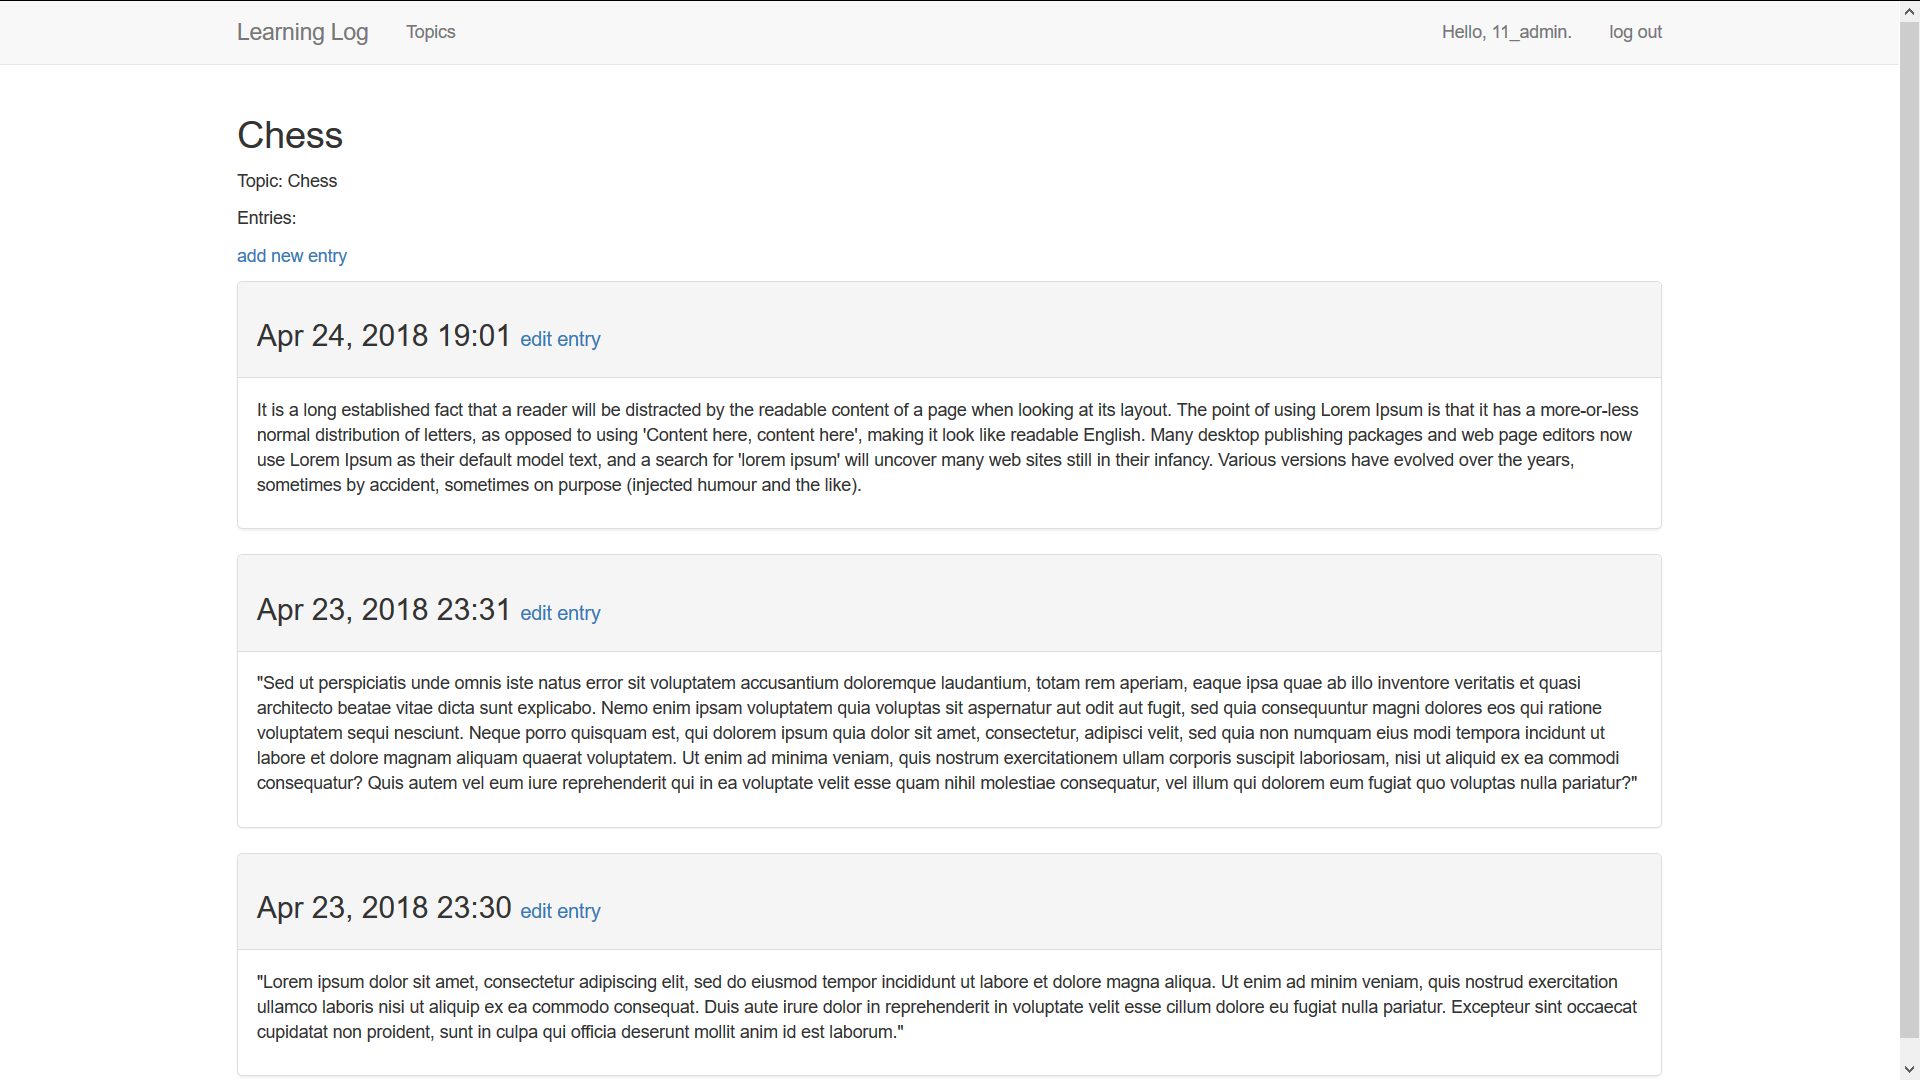 Learning Log Topics Hello, 11_admin. log out
Chess
Topic: Chess
Entries:
add new entry
Apr 24, 2018 19:01 edit entry
It is a long established fact that a reader will be distracted by the readable content of a page when looking at its layout. The point of using Lorem Ipsum is that it has a more-or-less
normal distribution of letters, as opposed to using 'Content here, content here', making it look like readable English. Many desktop publishing packages and web page editors now
use Lorem Ipsum as their default model text, and a search for 'lorem ipsum' will uncover many web sites still in their infancy. Various versions have evolved over the years,
sometimes by accident, sometimes on purpose (injected humour and the like).
Apr 23, 2018 23:31 edit entry
"Sed ut perspiciatis unde omnis iste natus error sit voluptatem accusantium doloremque laudantium, totam rem aperiam, eaque ipsa quae ab illo inventore veritatis et quasi
architecto beatae vitae dicta sunt explicabo. Nemo enim ipsam voluptatem quia voluptas sit aspernatur aut odit aut fugit, sed quia consequuntur magni dolores eos qui ratione
voluptatem sequi nesciunt. Neque porro quisquam est, qui dolorem ipsum quia dolor sit amet, consectetur, adipisci velit, sed quia non numquam eius modi tempora incidunt ut
labore et dolore magnam aliquam quaerat voluptatem. Ut enim ad minima veniam, quis nostrum exercitationem ullam corporis suscipit laboriosam, nisi ut aliquid ex ea commodi
consequatur? Quis autem vel eum iure reprehenderit qui in ea voluptate velit esse quam nihil molestiae consequatur, vel illum qui dolorem eum fugiat quo voluptas nulla pariatur?"
Apr 23, 2018 23:30 edit entry
"Lorem ipsum dolor sit amet, consectetur adipiscing elit, sed do eiusmod tempor incididunt ut labore et dolore magna aliqua. Ut enim ad minim veniam, quis nostrud exercitation
ullamco laboris nisi ut aliquip ex ea commodo consequat. Duis aute irure dolor in reprehenderit in voluptate velit esse cillum dolore eu fugiat nulla pariatur. Excepteur sint occaecat
cupidatat non proident, sunt in culpa qui officia deserunt mollit anim id est laborum."